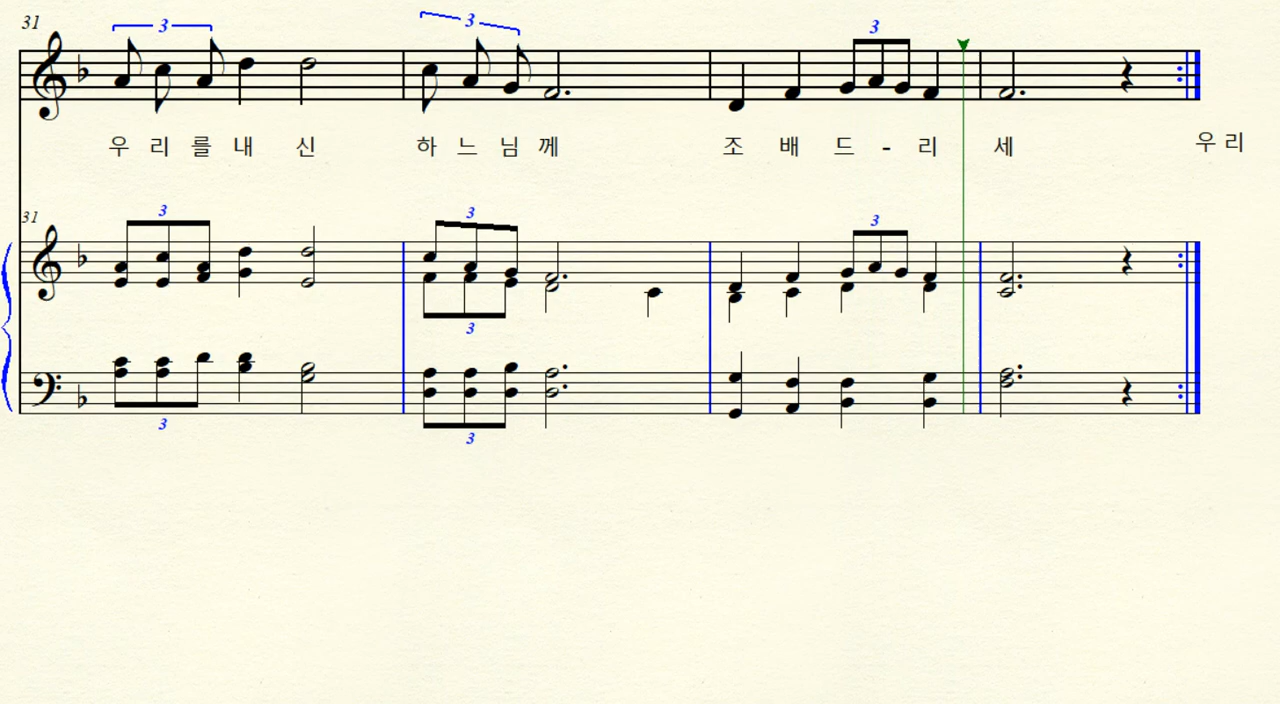 31
3 3 3
우 리 를 내 신 하 느 님 께 조 배 드 - 리 세 우 리
31
3 3 3
3
3 3